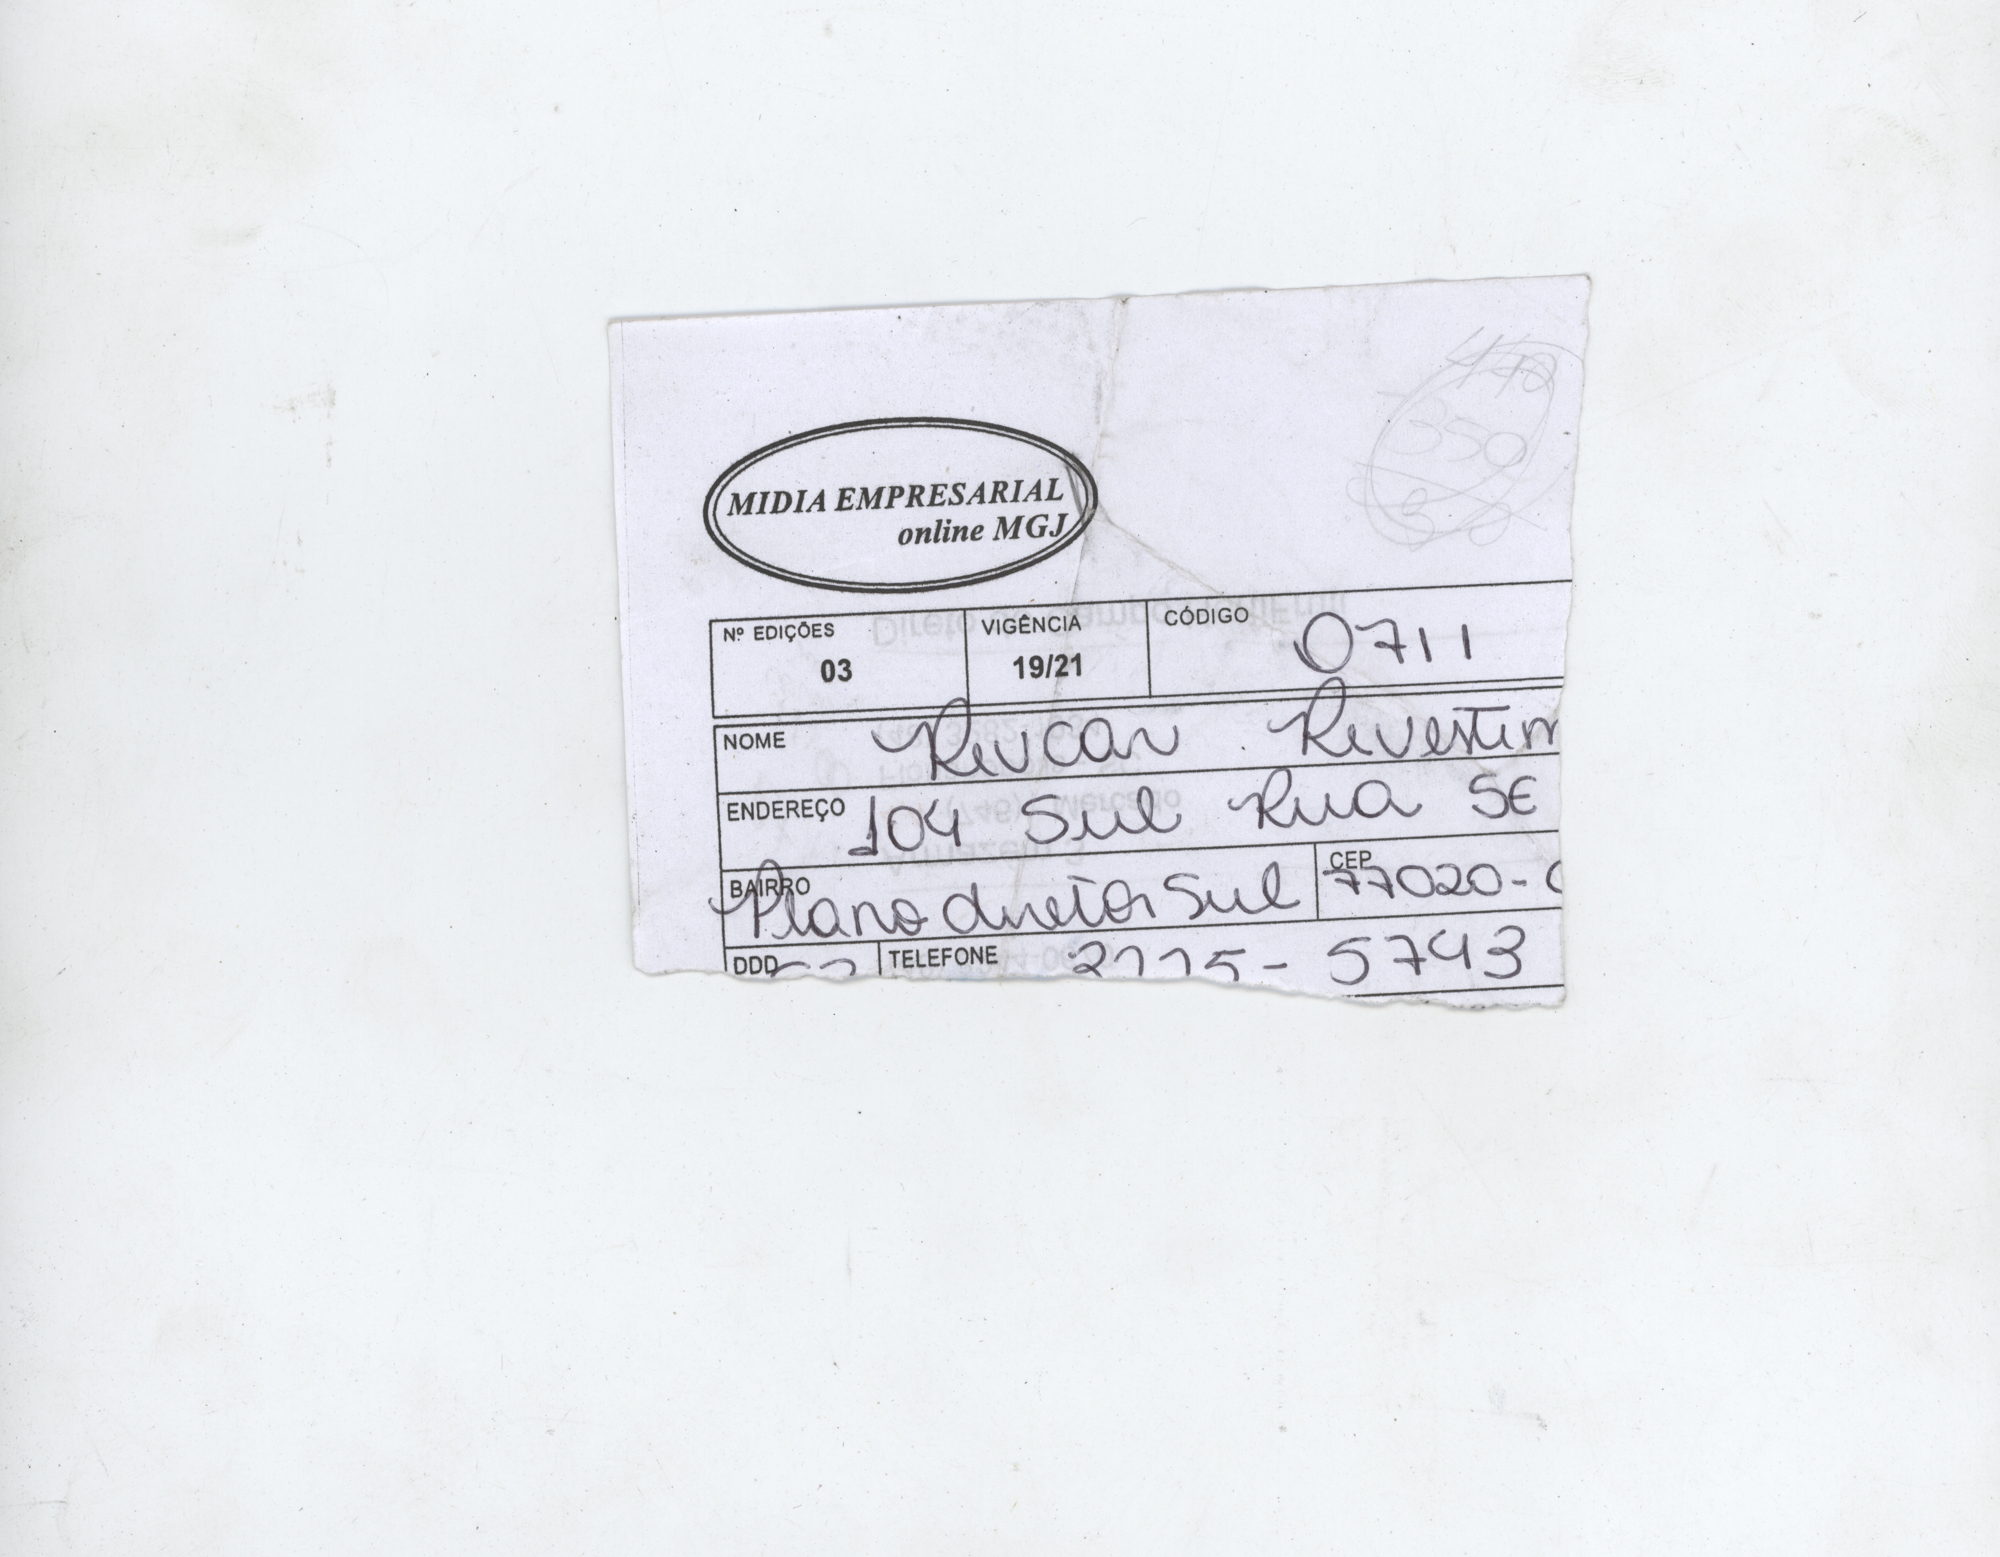 MIDIA EMPRESARIAL
online MGJ
440
350
Nº EDIÇÕES VIGÊNCIA CÓDIGO 0711
03 19/21
NOME Revcar Revestim
ENDEREÇO 104 Sul Rua SE
BAIRRO Plano diretor Sul CEP 77020-
DDD TELEFONE 5743